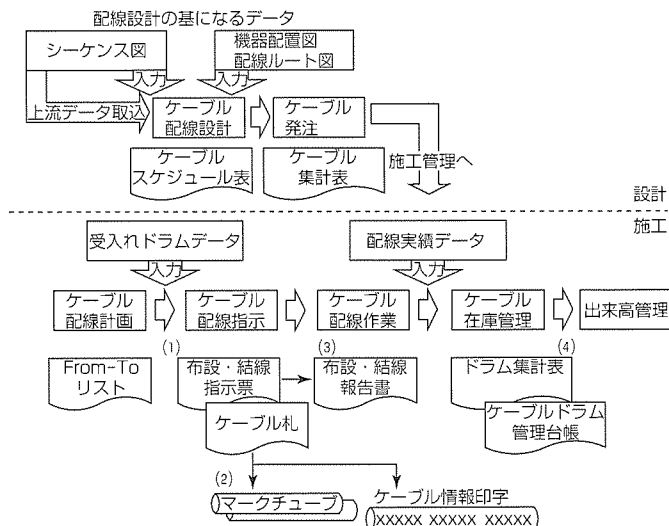 配線設計の基になるデータ
シーケンス図
機器配置図
配線ルート図
入力
入力
上流データ取込
ケーブル
配線設計
ケーブル
発注
ケーブル
スケジュール表
ケーブル
集計表
施工管理へ
設計
施工
受入れドラムデータ
配線実績データ
入力
入力
ケーブル
配線計画
ケーブル
配線指示
ケーブル
配線作業
ケーブル
在庫管理
出来高管理
(1)
(3)
(4)
From-To
リスト
布設・結線
指示票
布設・結線
報告書
ドラム集計表
ケーブル札
ケーブルドラム
管理台帳
(2)
マークチューブ
ケーブル情報印字
XXXXX XXXXX XXXXX